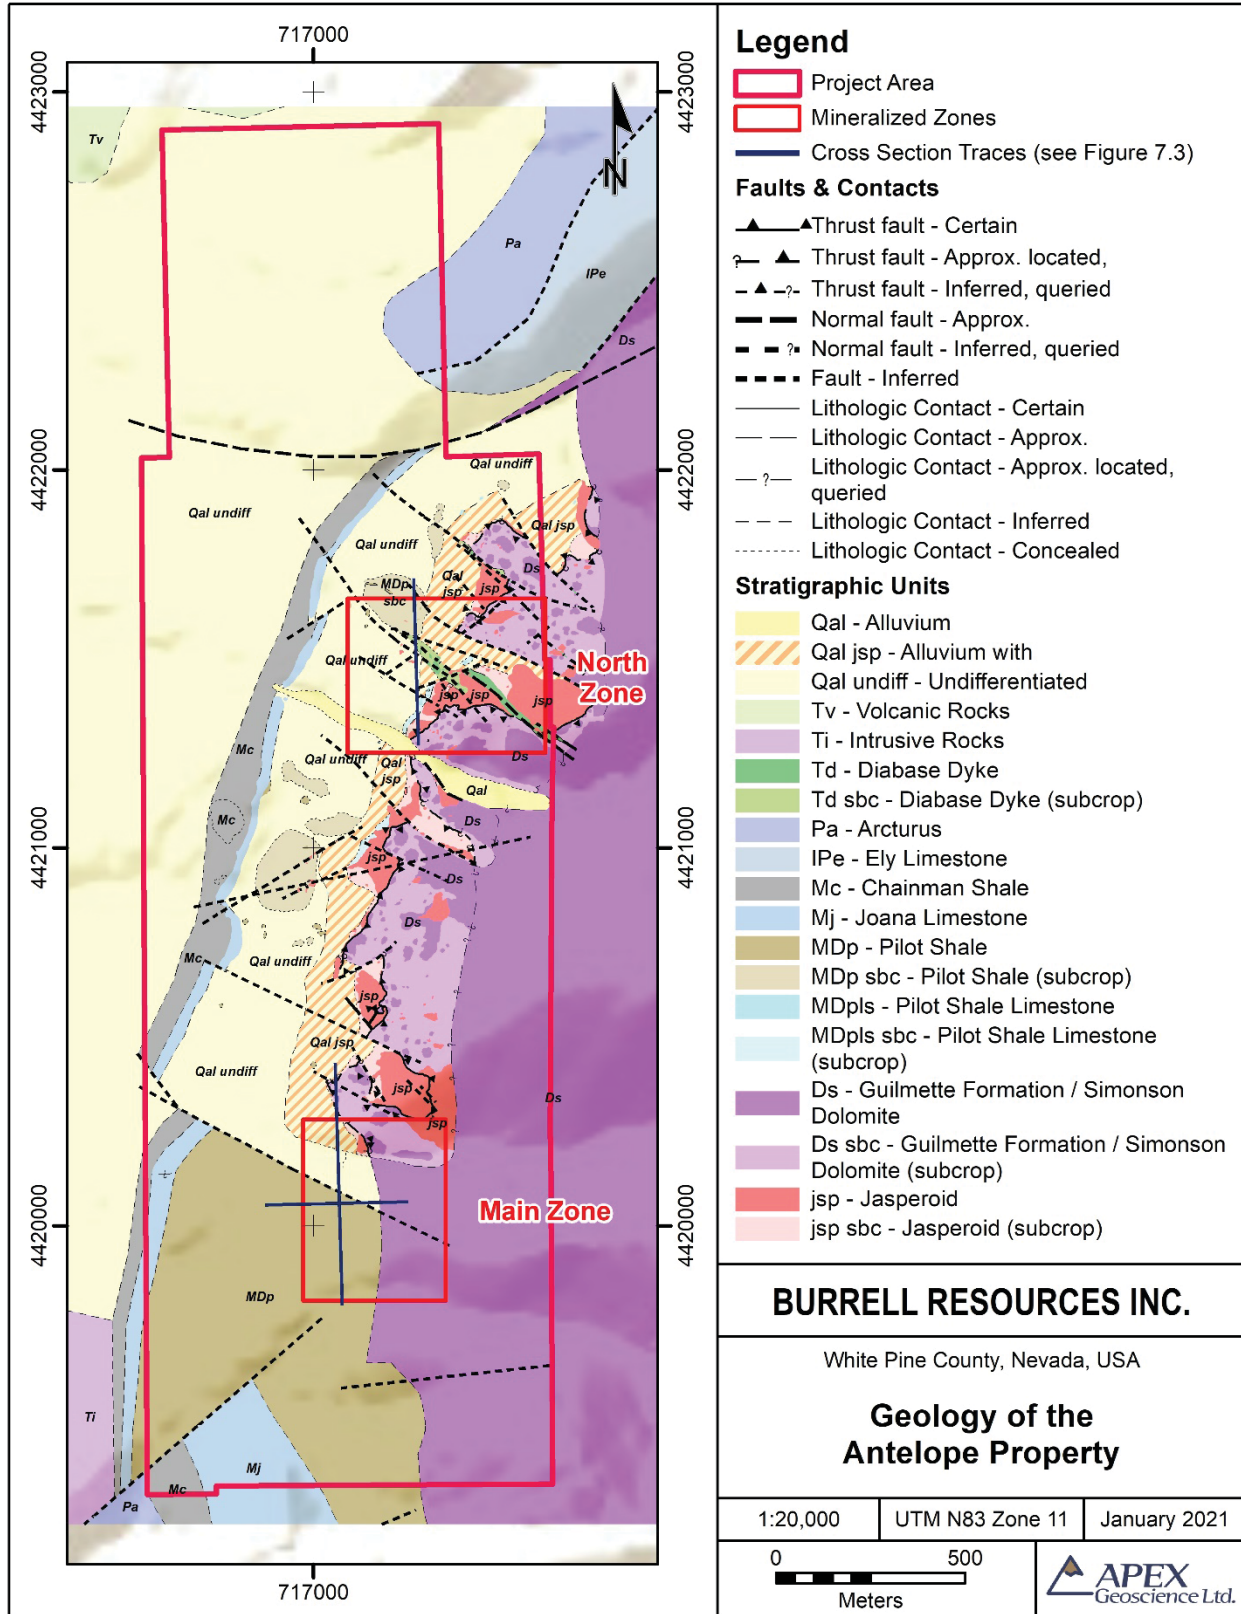 717000
4423000
4423000
Tv
N
Pa
IPe
Ds
4422000
4422000
Qal undiff
Qal undiff
Qal jsp
Qal undiff
Ds
MDp
sbc
Qal
jsp
jsp
Qal undiff
North
Zone
jsp
jsp
jsp
Mc
Qal undiff
Qal
jsp
Ds
Qal
Mc
Ds
4421000
4421000
jsp
Ds
Ds
Mc
Qal undiff
jsp
Qal jsp
Qal undiff
jsp
Ds
jsp
4420000
4420000
Main Zone
MDp
Ti
Mj
Mc
Pa
717000
Legend
Project Area
Mineralized Zones
Cross Section Traces (see Figure 7.3)
Faults & Contacts
Thrust fault - Certain
? Thrust fault - Approx. located,
? Thrust fault - Inferred, queried
Normal fault - Approx.
? Normal fault - Inferred, queried
Fault - Inferred
Lithologic Contact - Certain
Lithologic Contact - Approx.
? Lithologic Contact - Approx. located,
queried
Lithologic Contact - Inferred
Lithologic Contact - Concealed
Stratigraphic Units
Qal - Alluvium
Qal jsp - Alluvium with
Qal undiff - Undifferentiated
Tv - Volcanic Rocks
Ti - Intrusive Rocks
Td - Diabase Dyke
Td sbc - Diabase Dyke (subcrop)
Pa - Arcturus
IPe - Ely Limestone
Mc - Chainman Shale
Mj - Joana Limestone
MDp - Pilot Shale
MDp sbc - Pilot Shale (subcrop)
MDpls - Pilot Shale Limestone
MDpls sbc - Pilot Shale Limestone
(subcrop)
Ds - Guilmette Formation / Simonson
Dolomite
Ds sbc - Guilmette Formation / Simonson
Dolomite (subcrop)
jsp - Jasperoid
jsp sbc - Jasperoid (subcrop)
BURRELL RESOURCES INC.
White Pine County, Nevada, USA
Geology of the
Antelope Property
1:20,000
UTM N83 Zone 11
January 2021
0 500
Meters
APEX
Geoscience Ltd.